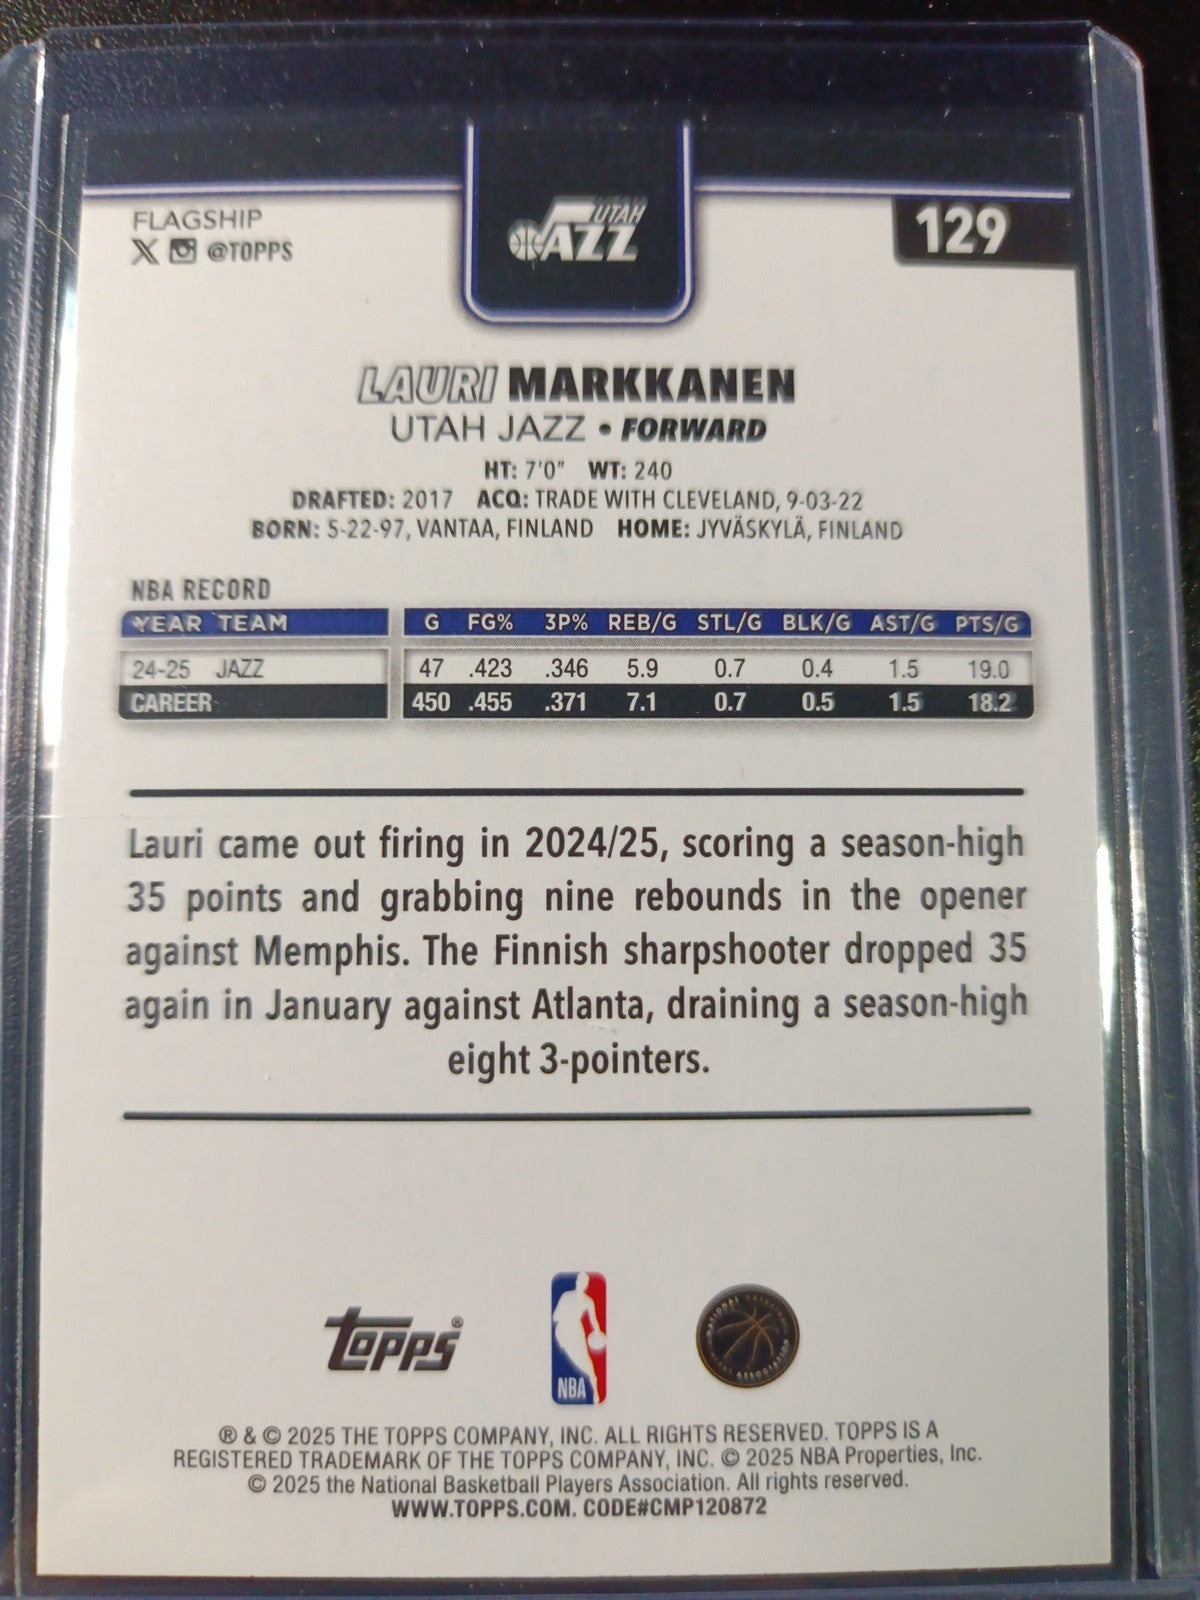 UTAH
JAZZ
FLAGSHIP
X @TOPPS
129
LAURI MARKKANEN
UTAH JAZZ • FORWARD
HT: 7'0" WT: 240
DRAFTED: 2017 ACQ: TRADE WITH CLEVELAND, 9-03-22
BORN: 5-22-97, VANTAA, FINLAND HOME: JYVÄSKYLÄ, FINLAND
NBA RECORD
YEAR TEAM G FG% 3P% REB/G STL/G BLK/G AST/G PTS/G
24-25 JAZZ 47 .423 .346 5.9 0.7 0.4 1.5 19.0
CAREER 450 .455 .371 7.1 0.7 0.5 1.5 18.2
Lauri came out firing in 2024/25, scoring a season-high
35 points and grabbing nine rebounds in the opener
against Memphis. The Finnish sharpshooter dropped 35
again in January against Atlanta, draining a season-high
eight 3-pointers.
topps®
NBA
NATIONAL BASKETBALL
ASSOCIATION
® & © 2025 THE TOPPS COMPANY, INC. ALL RIGHTS RESERVED. TOPPS IS A
REGISTERED TRADEMARK OF THE TOPPS COMPANY, INC. © 2025 NBA Properties, Inc.
© 2025 the National Basketball Players Association. All rights reserved.
WWW.TOPPS.COM. CODE#CMP120872